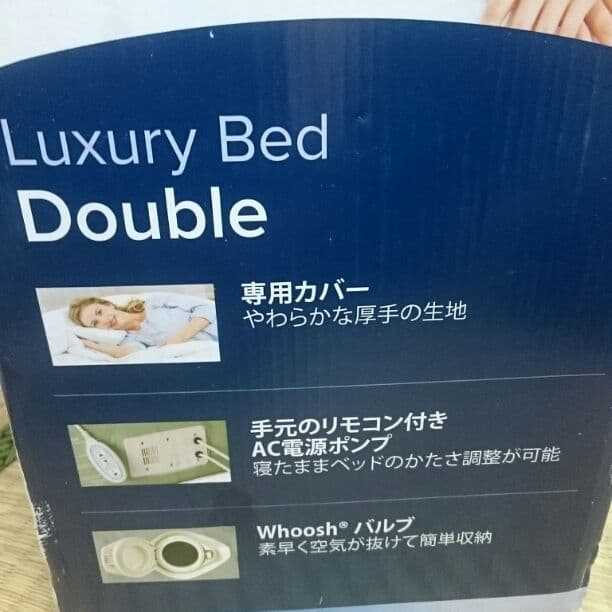 Luxury Bed
Double
専用カバー
やわらかな厚手の生地
手元のリモコン付き
AC電源ポンプ
寝たままベッドのかたさ調整が可能
Whoosh® バルブ
素早く空気が抜けて簡単収納